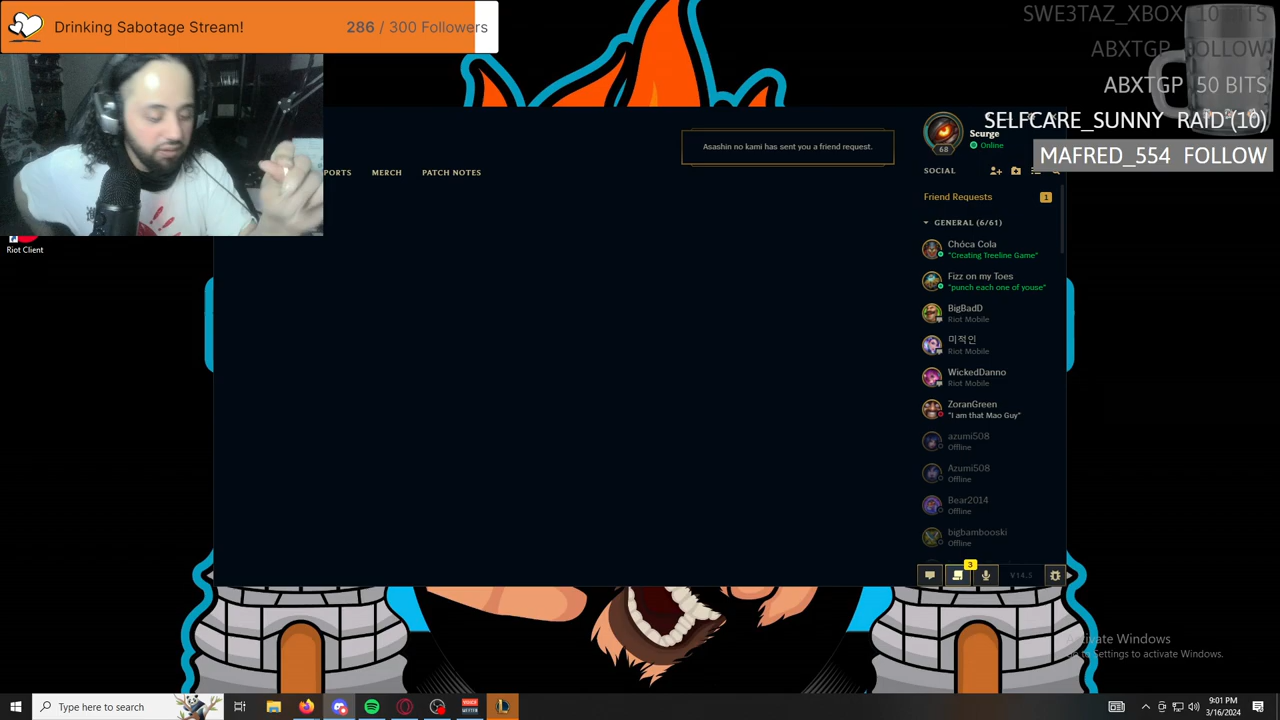 Drinking Sabotage Stream!
286 / 300 Followers
SWE3TAZ_XBOX 10 BITS
ABXTGP FOLLOW
ABXTGP 50 BITS
SELFCARE_SUNNY RAID (10)
MAFRED_554 FOLLOW
Asashin no kami has sent you a friend request.
Scurge
Online
68
PORTS
MERCH
PATCH NOTES
SOCIAL
Friend Requests
1
GENERAL (6/61)
Chóca Cola
"Creating Treeline Game"
Fizz on my Toes
"punch each one of youse"
BigBadD
Riot Mobile
미적인
Riot Mobile
WickedDanno
Riot Mobile
ZoranGreen
"I am that Mao Guy"
azumi508
Offline
Azumi508
Offline
Bear2014
Offline
bigbambooski
Offline
3
V14.5
Riot Client
Activate Windows
Go to Settings to activate Windows.
Type here to search
9:01 PM
3/16/2024